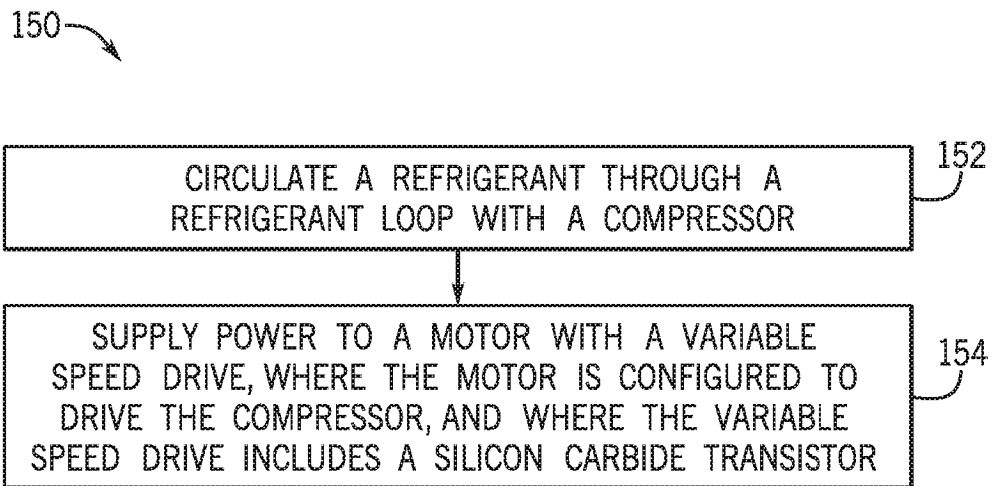 150
152
CIRCULATE A REFRIGERANT THROUGH A
REFRIGERANT LOOP WITH A COMPRESSOR
154
SUPPLY POWER TO A MOTOR WITH A VARIABLE
SPEED DRIVE, WHERE THE MOTOR IS CONFIGURED TO
DRIVE THE COMPRESSOR, AND WHERE THE VARIABLE
SPEED DRIVE INCLUDES A SILICON CARBIDE TRANSISTOR